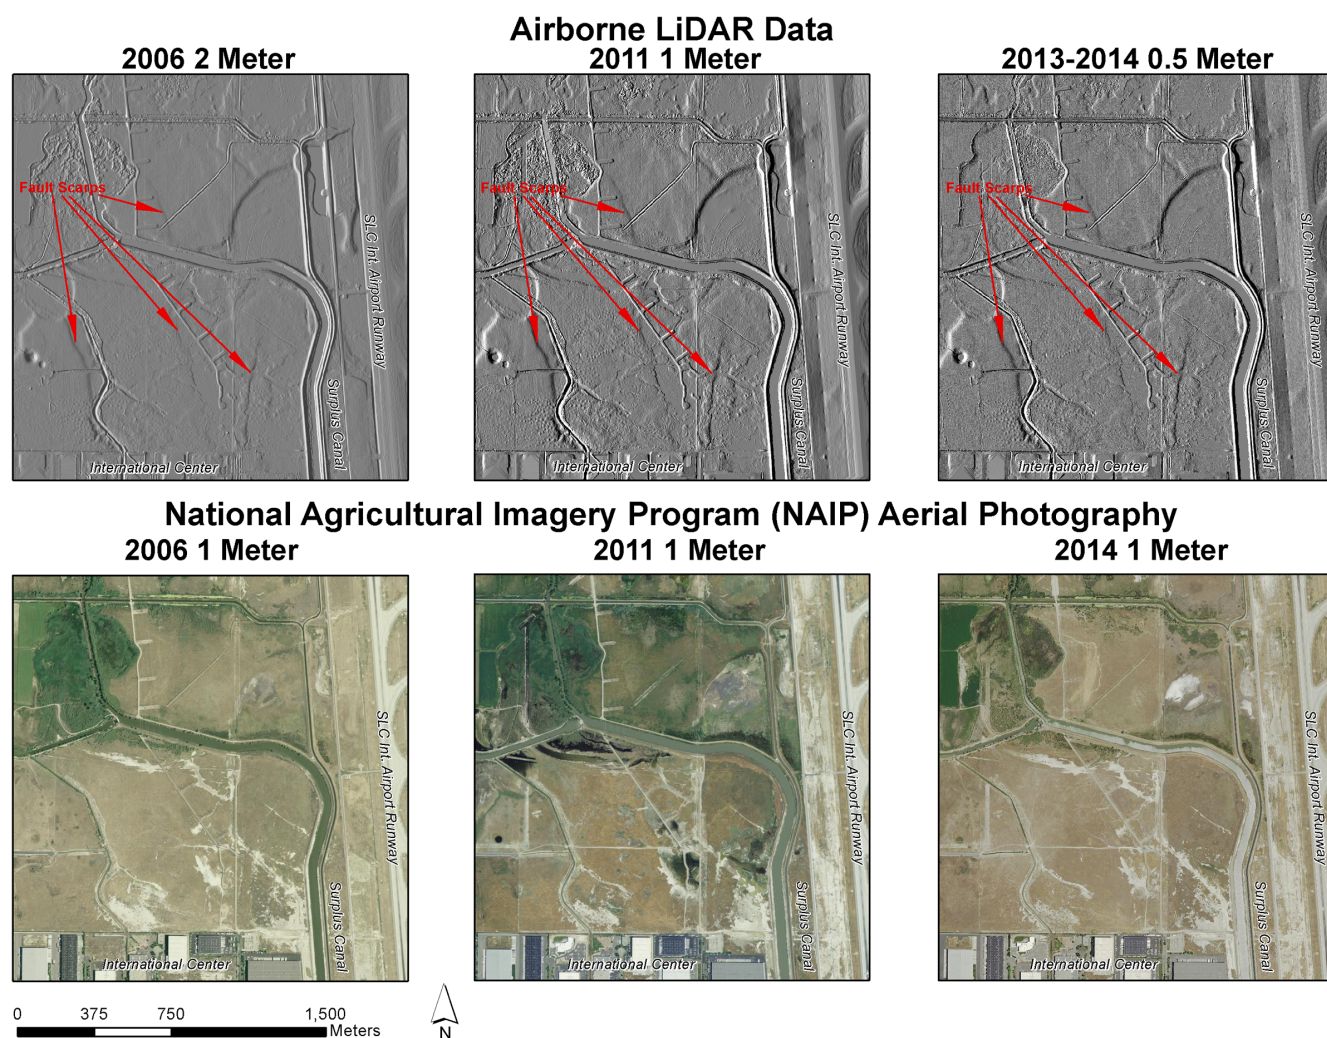 Airborne LiDAR Data
2006 2 Meter
2011 1 Meter
2013-2014 0.5 Meter
Fault Scarps
SLC Int. Airport Runway
Surplus Canal
International Center
Fault Scarps
SLC Int. Airport Runway
Surplus Canal
International Center
Fault Scarps
SLC Int. Airport Runway
Surplus Canal
International Center
National Agricultural Imagery Program (NAIP) Aerial Photography
2006 1 Meter
2011 1 Meter
2014 1 Meter
SLC Int. Airport Runway
Surplus Canal
International Center
SLC Int. Airport Runway
Surplus Canal
International Center
SLC Int. Airport Runway
Surplus Canal
International Center
0 375 750 1,500
Meters
N